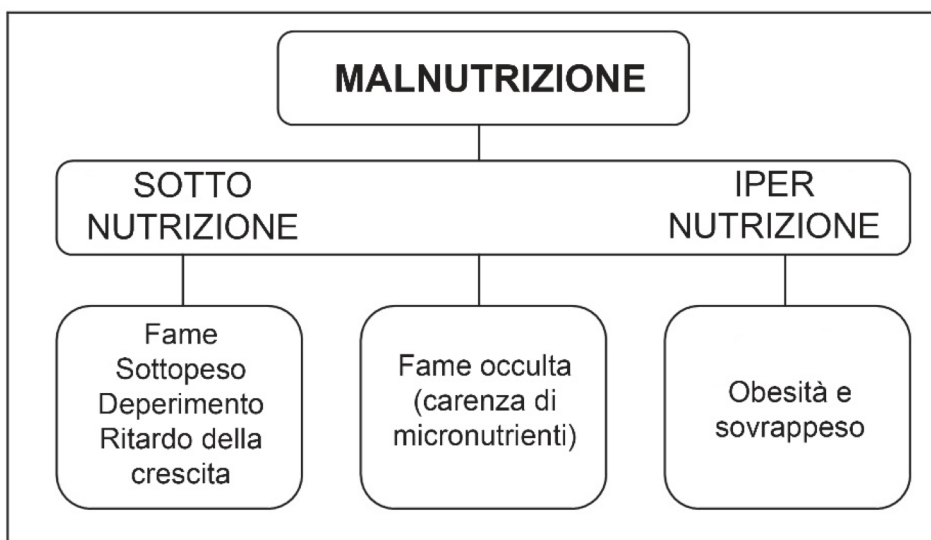 MALNUTRIZIONE
SOTTO
NUTRIZIONE
IPER
NUTRIZIONE
Fame
Sottopeso
Deperimento
Ritardo della
crescita
Fame occulta
(carenza di
micronutrienti)
Obesità e
sovrappeso